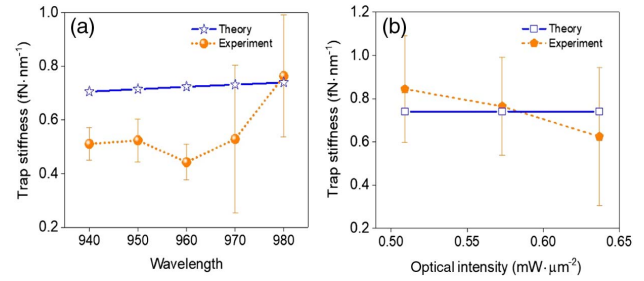 (a)
Theory
Experiment
Trap stiffness (fN·nm⁻¹)
1.0
0.8
0.6
0.4
0.2
940 950 960 970 980
Wavelength
(b)
Theory
Experiment
Trap stiffness (fN·nm⁻¹)
1.2
1.0
0.8
0.6
0.4
0.2
0.50 0.55 0.60 0.65
Optical intensity (mW·μm⁻²)